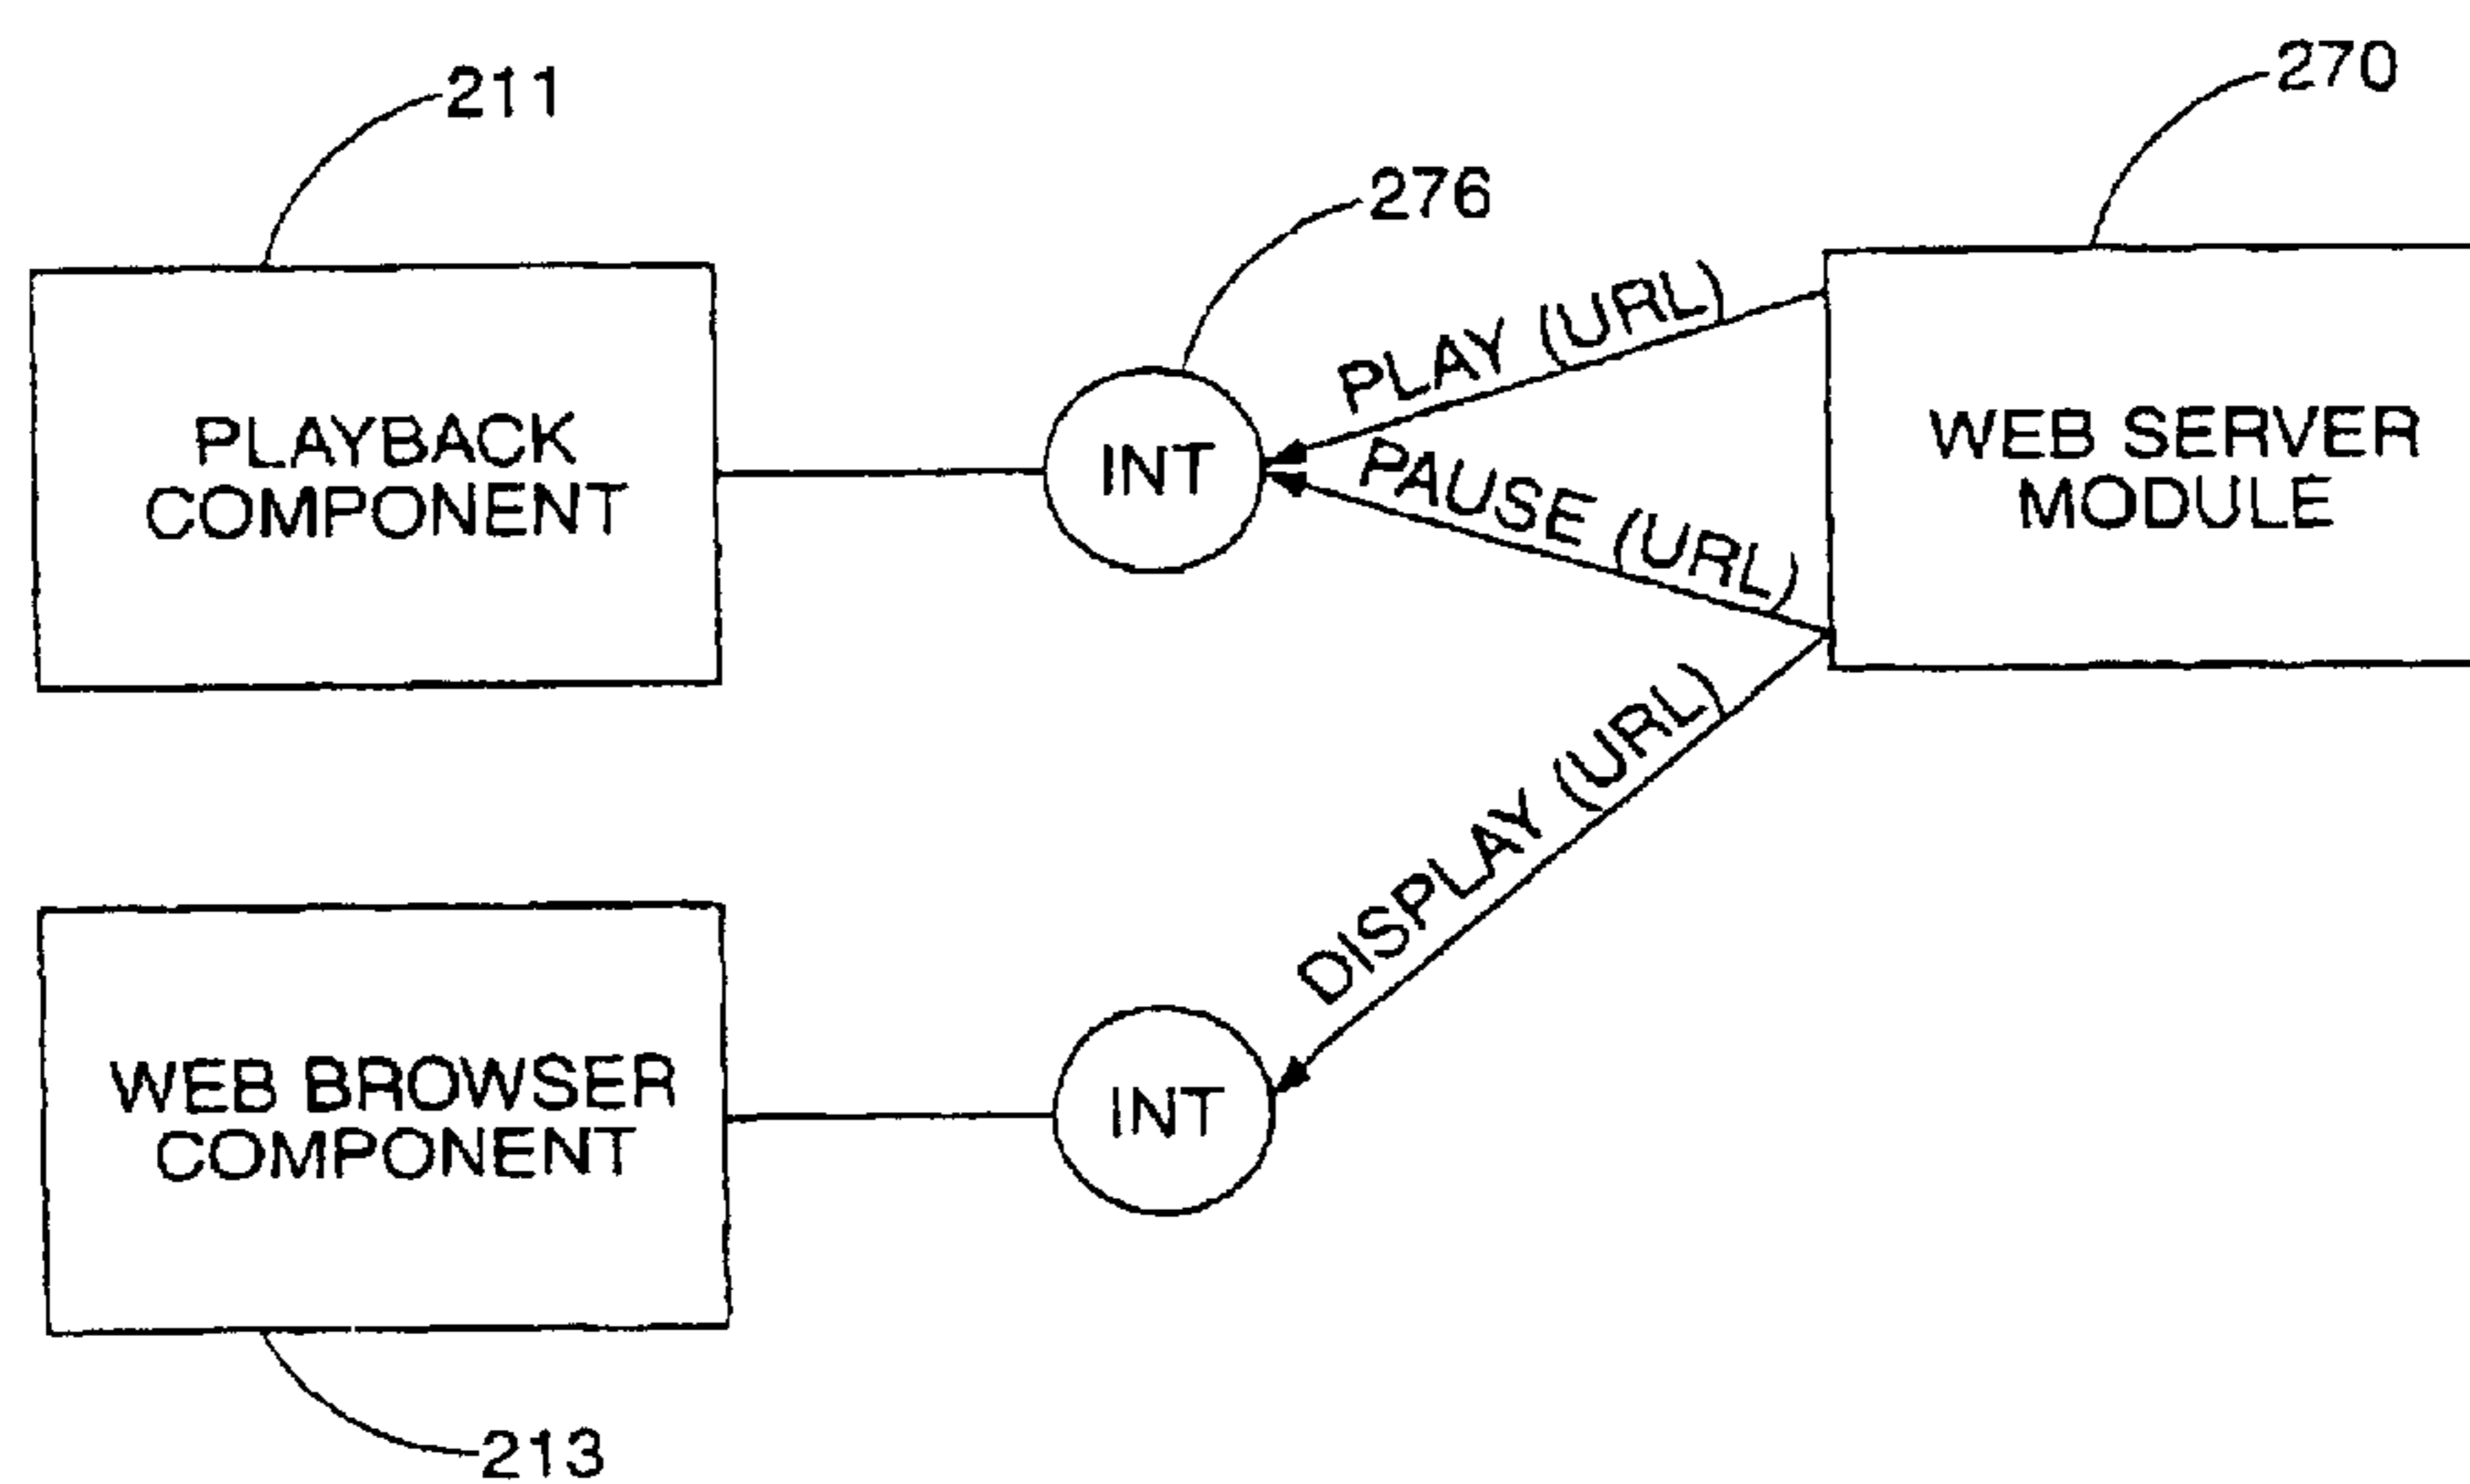 211
270
276
PLAY (URL)
PLAYBACK
COMPONENT
INT
PAUSE (URL)
WEB SERVER
MODULE
DISPLAY (URL)
WEB BROWSER
COMPONENT
INT
213